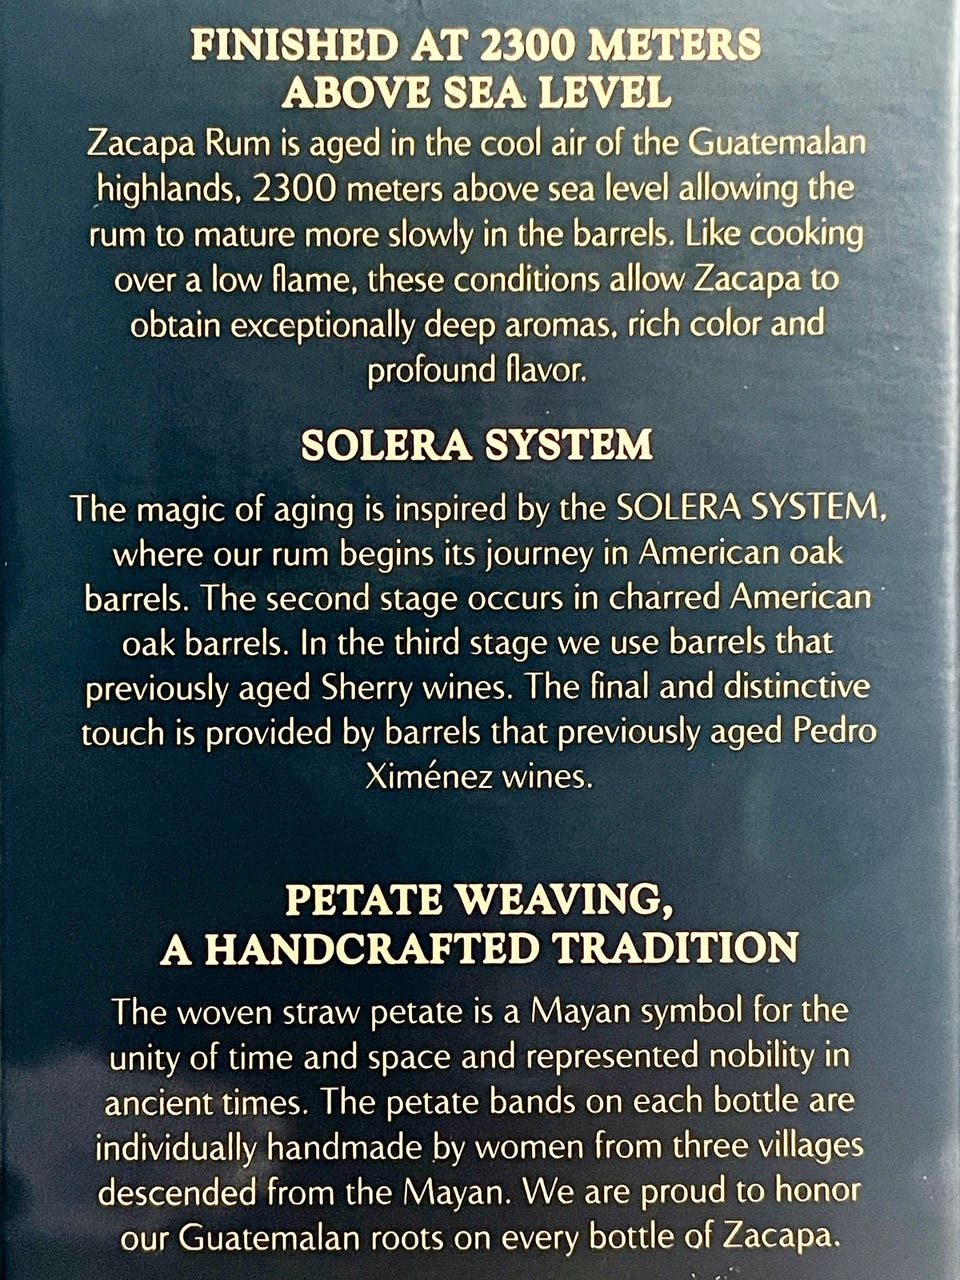 FINISHED AT 2300 METERS
ABOVE SEA LEVEL
Zacapa Rum is aged in the cool air of the Guatemalan
highlands, 2300 meters above sea level allowing the
rum to mature more slowly in the barrels. Like cooking
over a low flame, these conditions allow Zacapa to
obtain exceptionally deep aromas, rich color and
profound flavor.
SOLERA SYSTEM
The magic of aging is inspired by the SOLERA SYSTEM,
where our rum begins its journey in American oak
barrels. The second stage occurs in charred American
oak barrels. In the third stage we use barrels that
previously aged Sherry wines. The final and distinctive
touch is provided by barrels that previously aged Pedro
Ximénez wines.
PETATE WEAVING,
A HANDCRAFTED TRADITION
The woven straw petate is a Mayan symbol for the
unity of time and space and represented nobility in
ancient times. The petate bands on each bottle are
individually handmade by women from three villages
descended from the Mayan. We are proud to honor
our Guatemalan roots on every bottle of Zacapa.